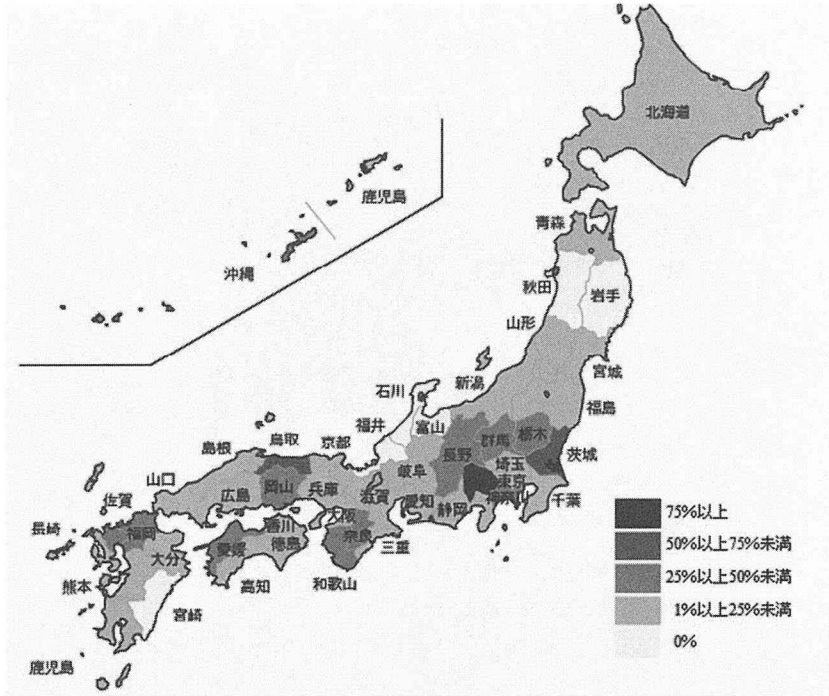 北海道
青森
鹿児島
沖縄
秋田
岩手
山形
宮城
新潟
石川
福島
福井
富山
群馬
栃木
茨城
長野
埼玉
東京
神奈川
千葉
島根
鳥取
京都
岐阜
山口
広島
岡山
兵庫
滋賀
愛知
静岡
佐賀
長崎
福岡
香川
大阪
奈良
三重
愛媛
徳島
大分
高知
和歌山
熊本
宮崎
鹿児島
75%以上
50%以上75%未満
25%以上50%未満
1%以上25%未満
0%